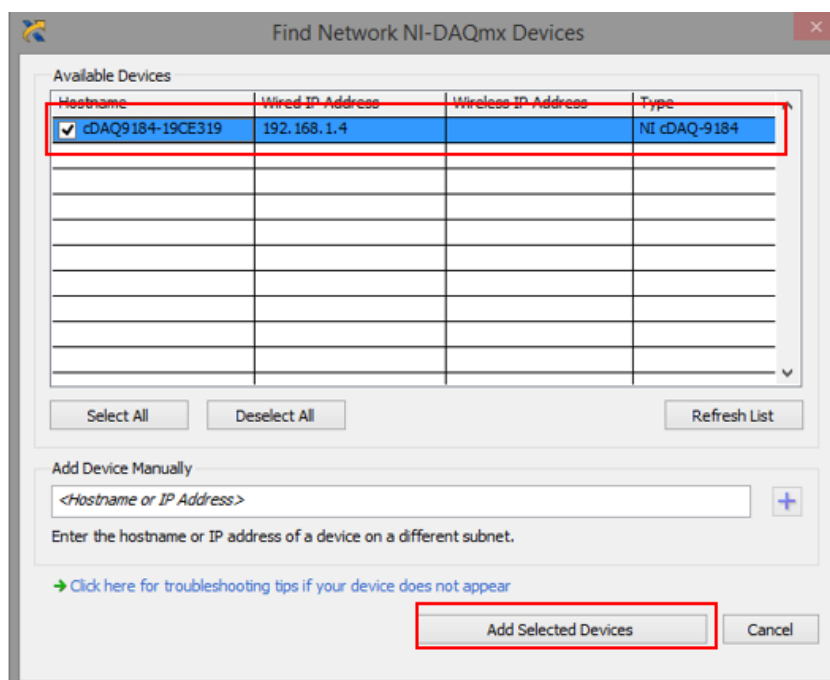 Find Network NI-DAQmx Devices
Available Devices
Hostname Wired IP Address Wireless IP Address Type
cDAQ9184-19CE319 192.168.1.4 NI cDAQ-9184
Select All Deselect All Refresh List
Add Device Manually
<Hostname or IP Address>
Enter the hostname or IP address of a device on a different subnet.
Click here for troubleshooting tips if your device does not appear
Add Selected Devices Cancel